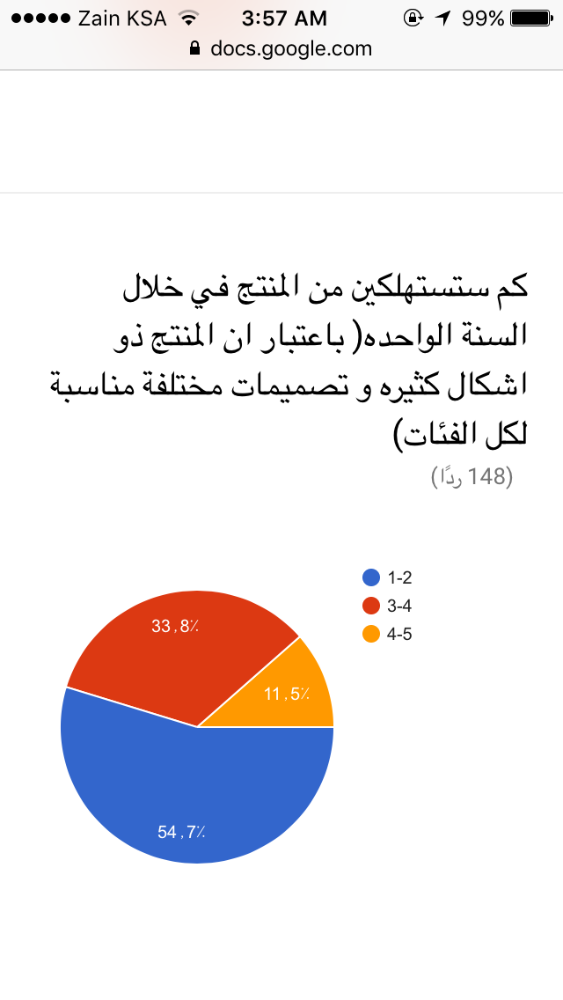 Zain KSA 3:57 AM 99%
docs.google.com
كم ستستهلكين من المنتج في خلال
السنة الواحده( باعتبار ان المنتج ذو
اشكال كثيره و تصميمات مختلفة مناسبة
لكل الفئات)
(148 ردًا)
1-2
3-4
4-5
33,8٪
11,5٪
54,7٪